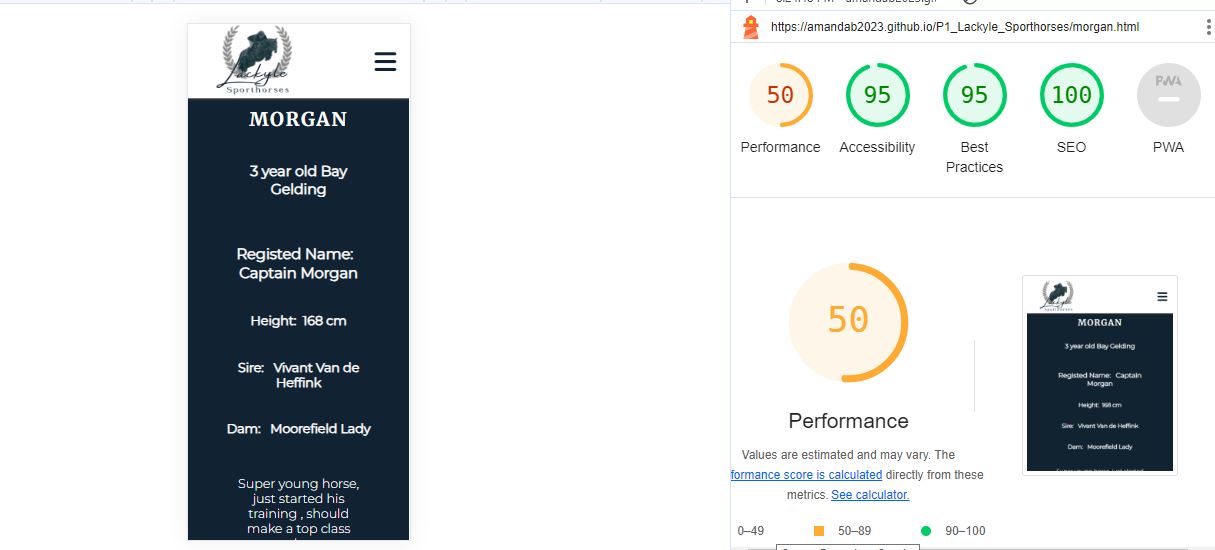 Lackyle
Sporthorses
MORGAN
3 year old Bay
Gelding
Registed Name:
Captain Morgan
Height: 168 cm
Sire: Vivant Van de
Heffink
Dam: Moorefield Lady
Super young horse,
just started his
training , should
make a top class
https://amandab2023.github.io/P1_Lackyle_Sporthorses/morgan.html
50
95
95
100
PWA
Performance
Accessibility
Best
Practices
SEO
PWA
50
Performance
Values are estimated and may vary. The
formance score is calculated directly from these
metrics. See calculator.
0–49
50–89
90–100
Lackyle
Sporthorses
MORGAN
3 year old Bay Gelding
Registed Name: Captain
Morgan
Height: 168 cm
Sire: Vivant Van de Heffink
Dam: Moorefield Lady